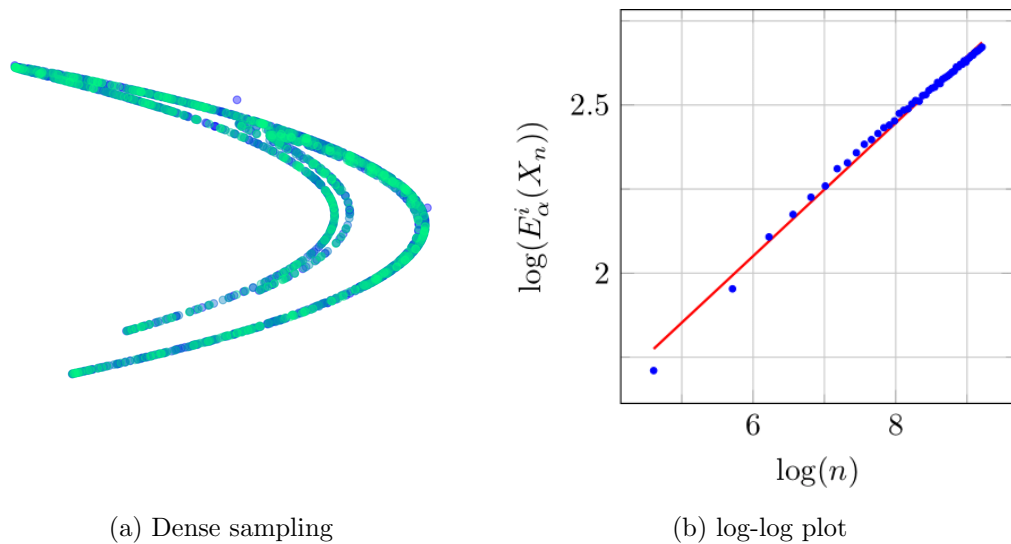 2.5
2
log(E^i_α(X_n))
6 8
log(n)
(a) Dense sampling
(b) log-log plot